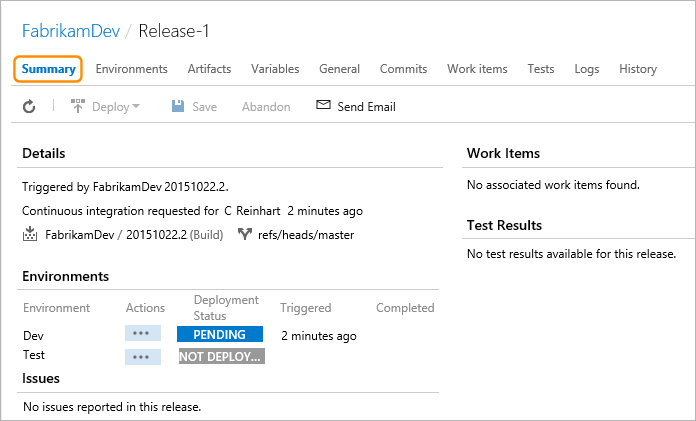 FabrikamDev / Release-1
Summary Environments Artifacts Variables General Commits Work items Tests Logs History
Deploy Save Abandon Send Email
Details
Triggered by FabrikamDev 20151022.2.
Continuous integration requested for C Reinhart 2 minutes ago
FabrikamDev / 20151022.2 (Build) refs/heads/master
Work Items
No associated work items found.
Test Results
No test results available for this release.
Environments
Environment Actions Deployment Status Triggered Completed
Dev ••• PENDING 2 minutes ago
Test ••• NOT DEPLOY...
Issues
No issues reported in this release.